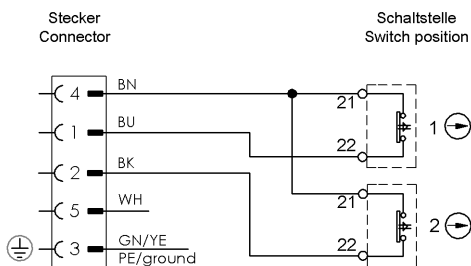 Stecker
Connector
Schaltstelle
Switch position
4 BN
21
1 BU
22
1
2 BK
5 WH
21
2
22
3 GN/YE
PE/ground